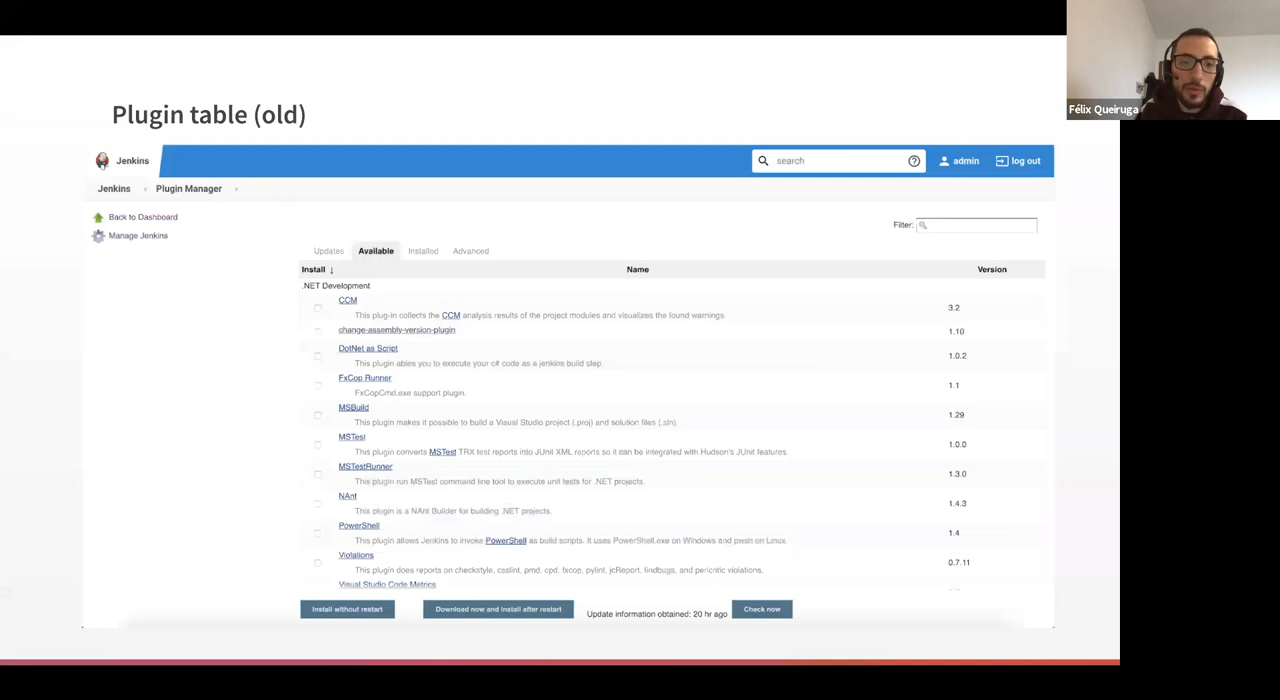 Félix Queiruga
Plugin table (old)
Jenkins
search
admin
log out
Jenkins
Plugin Manager
Back to Dashboard
Manage Jenkins
Filter:
Updates Available Installed Advanced
Install ↓ Name Version
.NET Development
CCM
This plug-in collects the CCM analysis results of the project modules and visualizes the found warnings.
3.2
change-assembly-version-plugin
1.10
DotNet as Script
This plugin ables you to execute your c# code as a jenkins build step.
1.0.2
FxCop Runner
FxCopCmd.exe support plugin.
1.1
MSBuild
This plugin makes it possible to build a Visual Studio project (.proj) and solution files (.sln).
1.29
MSTest
This plugin converts MSTest TRX test reports into JUnit XML reports so it can be integrated with Hudson's JUnit features.
1.0.0
MSTestRunner
This plugin run MSTest command line tool to execute unit tests for .NET projects.
1.3.0
NAnt
This plugin is a NAnt Builder for building .NET projects.
1.4.3
PowerShell
This plugin allows Jenkins to invoke PowerShell as build scripts. It uses PowerShell.exe on Windows and pwsh on Linux.
1.4
Violations
This plugin does reports on checkstyle, csslint, pmd, cpd, fxcop, pylint, jcReport, findbugs, and perlcritic violations.
0.7.11
Visual Studio Code Metrics
Install without restart
Download now and install after restart
Update information obtained: 20 hr ago
Check now